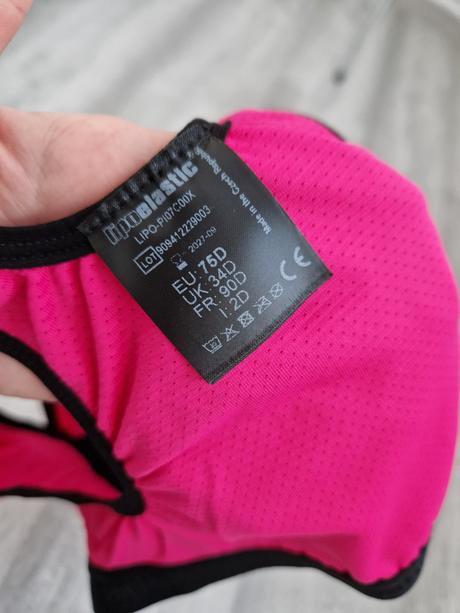 lipoelastic®
LIPO-PI07C00X
LOT 909412229003
2027-09
EU: 75D
UK: 34D
FR: 90D
I: 2D
CE
Made in the Czech Republic